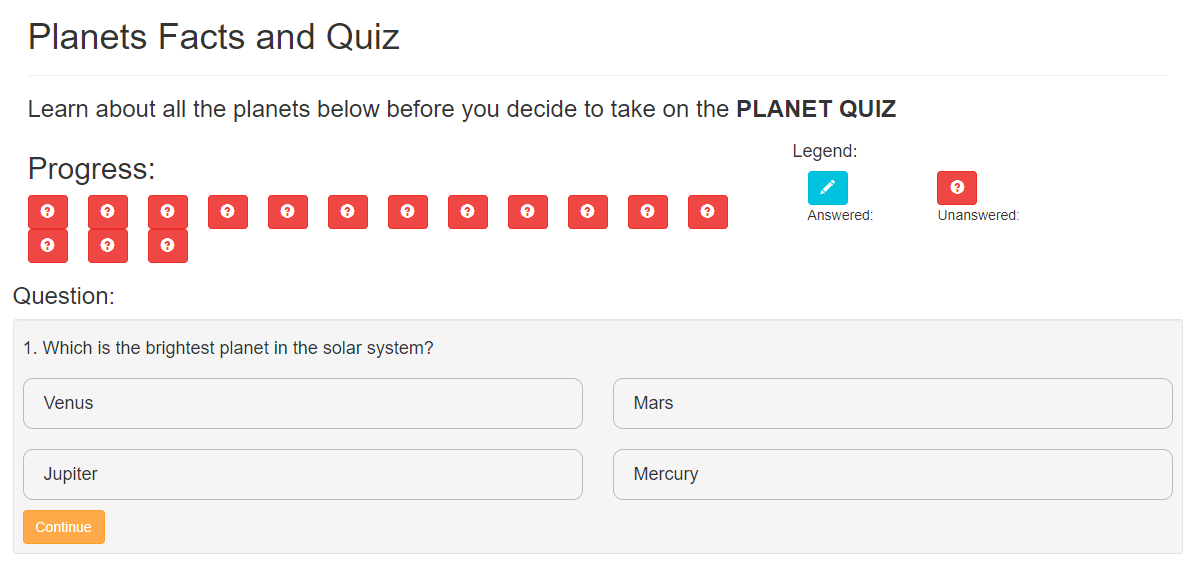 Planets Facts and Quiz
Learn about all the planets below before you decide to take on the PLANET QUIZ
Progress:
Legend:
Answered:
Unanswered:
Question:
1. Which is the brightest planet in the solar system?
Venus
Mars
Jupiter
Mercury
Continue